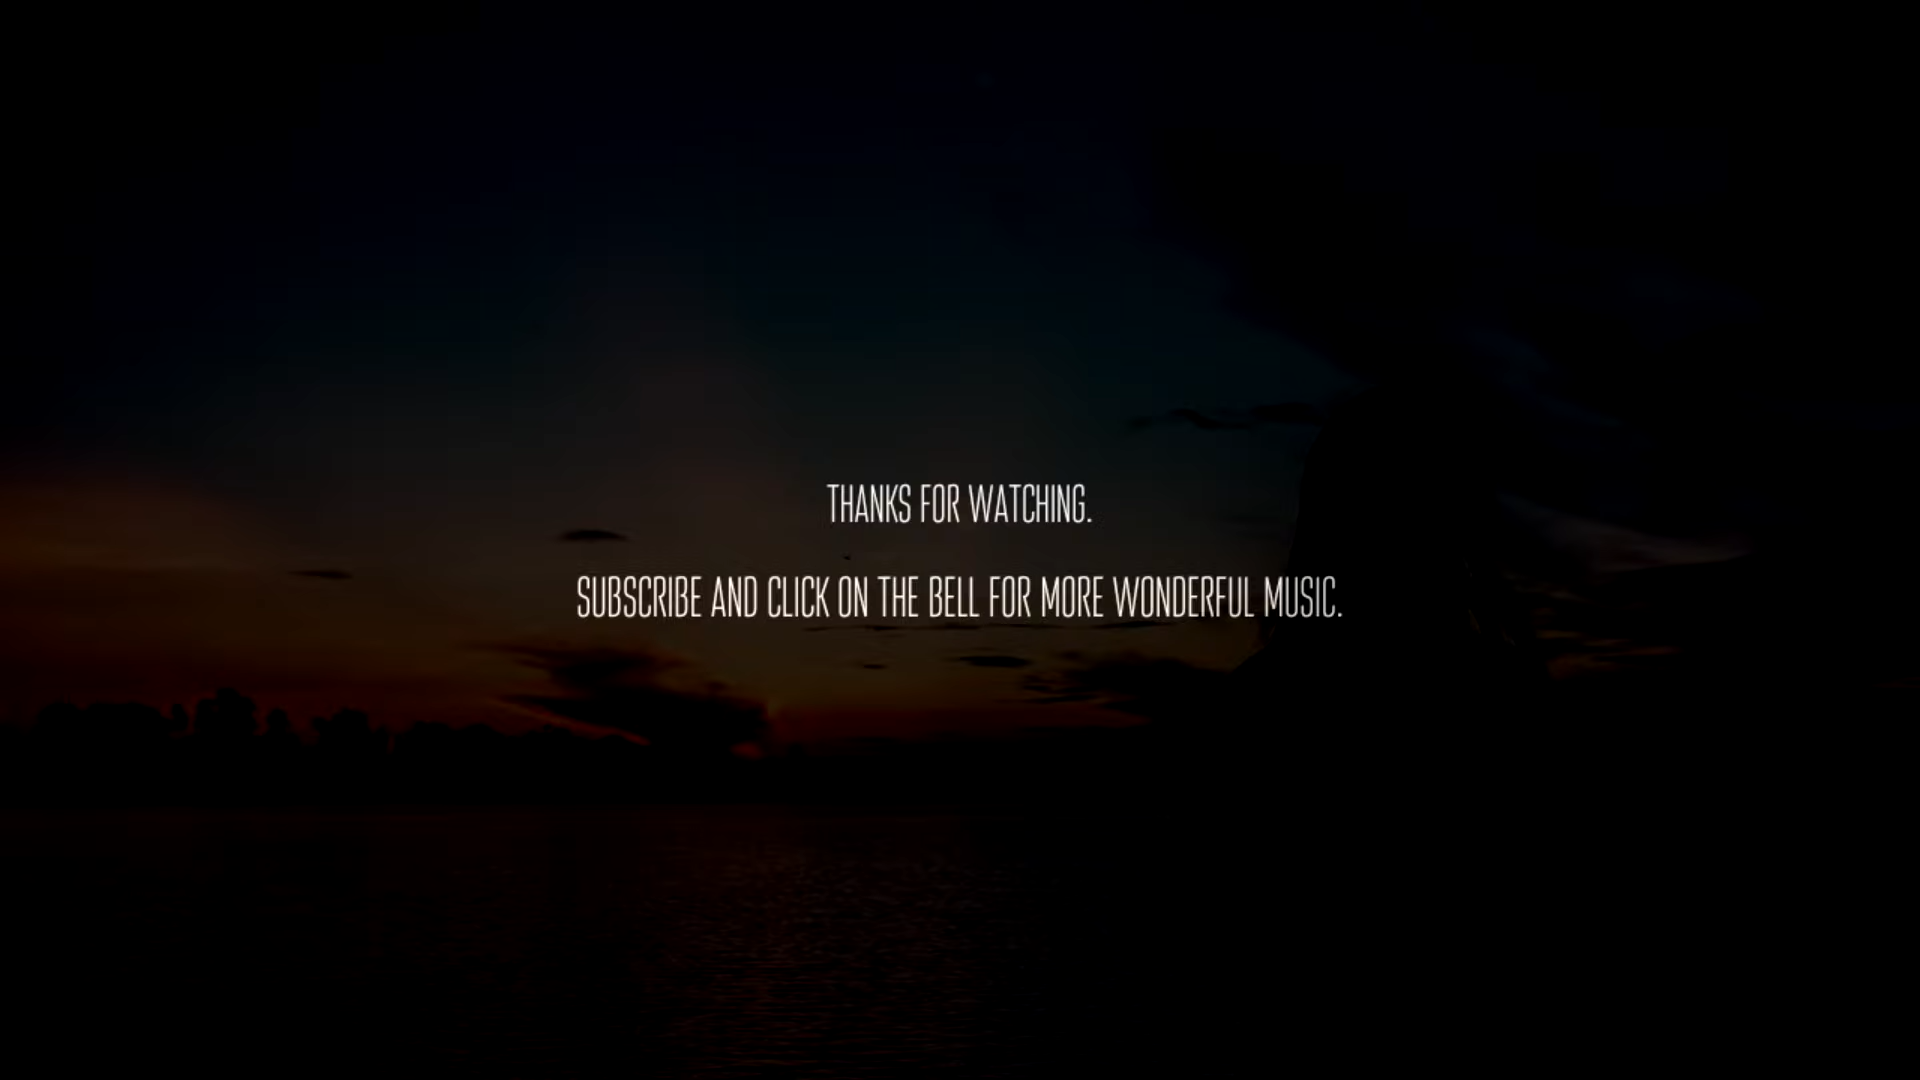 THANKS FOR WATCHING.
SUBSCRIBE AND CLICK ON THE BELL FOR MORE WONDERFUL MUSIC.